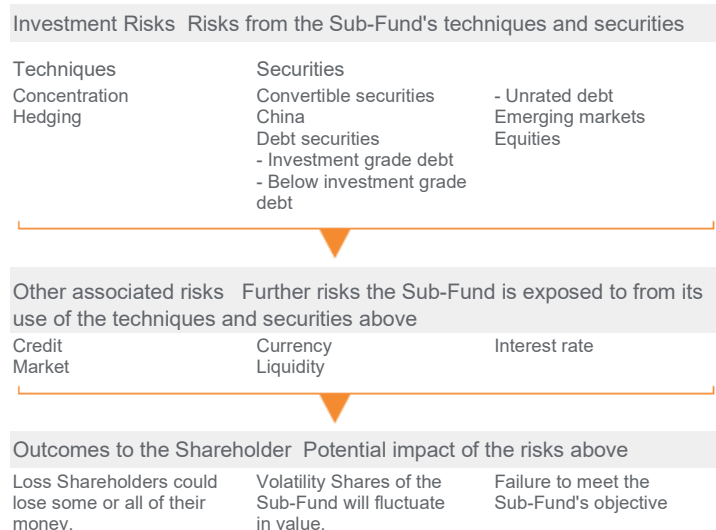 Investment Risks  Risks from the Sub-Fund's techniques and securities
Techniques
Concentration
Hedging
Securities
Convertible securities
China
Debt securities
- Investment grade debt
- Below investment grade
debt
- Unrated debt
Emerging markets
Equities
Other associated risks  Further risks the Sub-Fund is exposed to from its
use of the techniques and securities above
Credit
Market
Currency
Liquidity
Interest rate
Outcomes to the Shareholder  Potential impact of the risks above
Loss Shareholders could
lose some or all of their
money.
Volatility Shares of the
Sub-Fund will fluctuate
in value.
Failure to meet the
Sub-Fund's objective